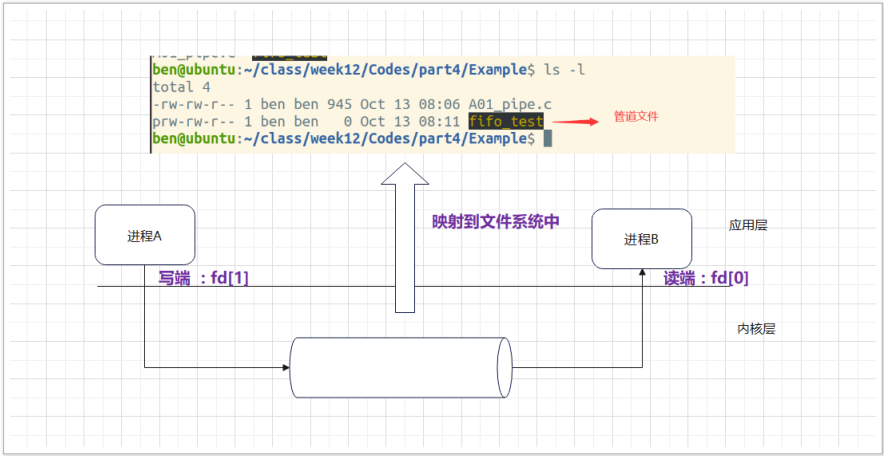 ben@ubuntu:~/class/week12/Codes/part4/Example$ ls -l
total 4
-rw-rw-r-- 1 ben ben 945 Oct 13 08:06 A01_pipe.c
prw-rw-r-- 1 ben ben   0 Oct 13 08:11 fifo_test
管道文件
ben@ubuntu:~/class/week12/Codes/part4/Example$
映射到文件系统中
进程A
进程B
应用层
写端 ：fd[1]
读端：fd[0]
内核层